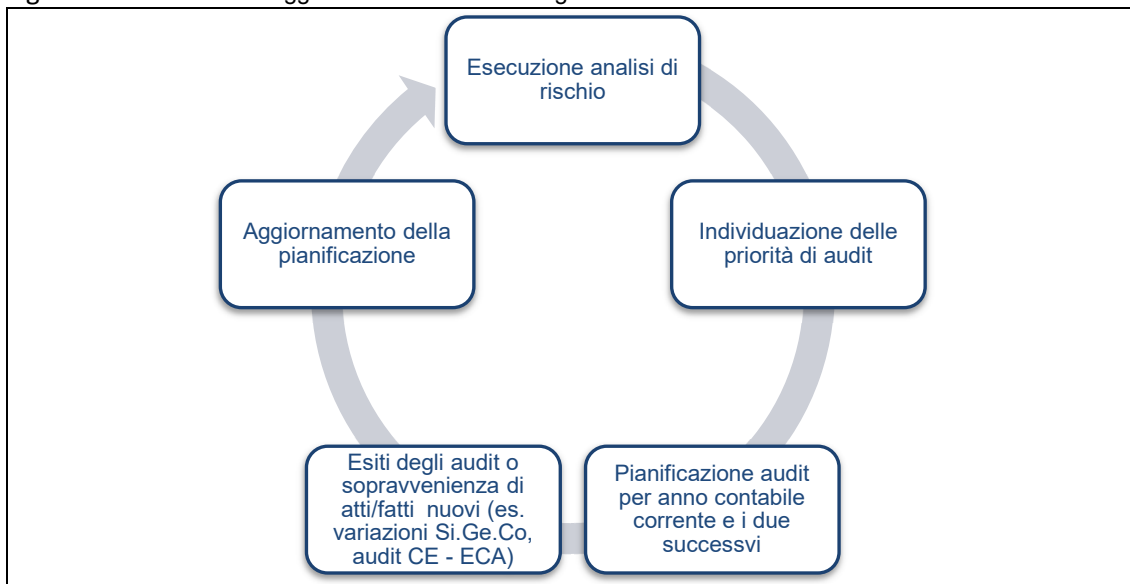 Esecuzione analisi di
rischio
Individuazione delle
priorità di audit
Pianificazione audit
per anno contabile
corrente e i due
successvi
Esiti degli audit o
sopravvenienza di
atti/fatti nuovi (es.
variazioni Si.Ge.Co,
audit CE - ECA)
Aggiornamento della
pianificazione